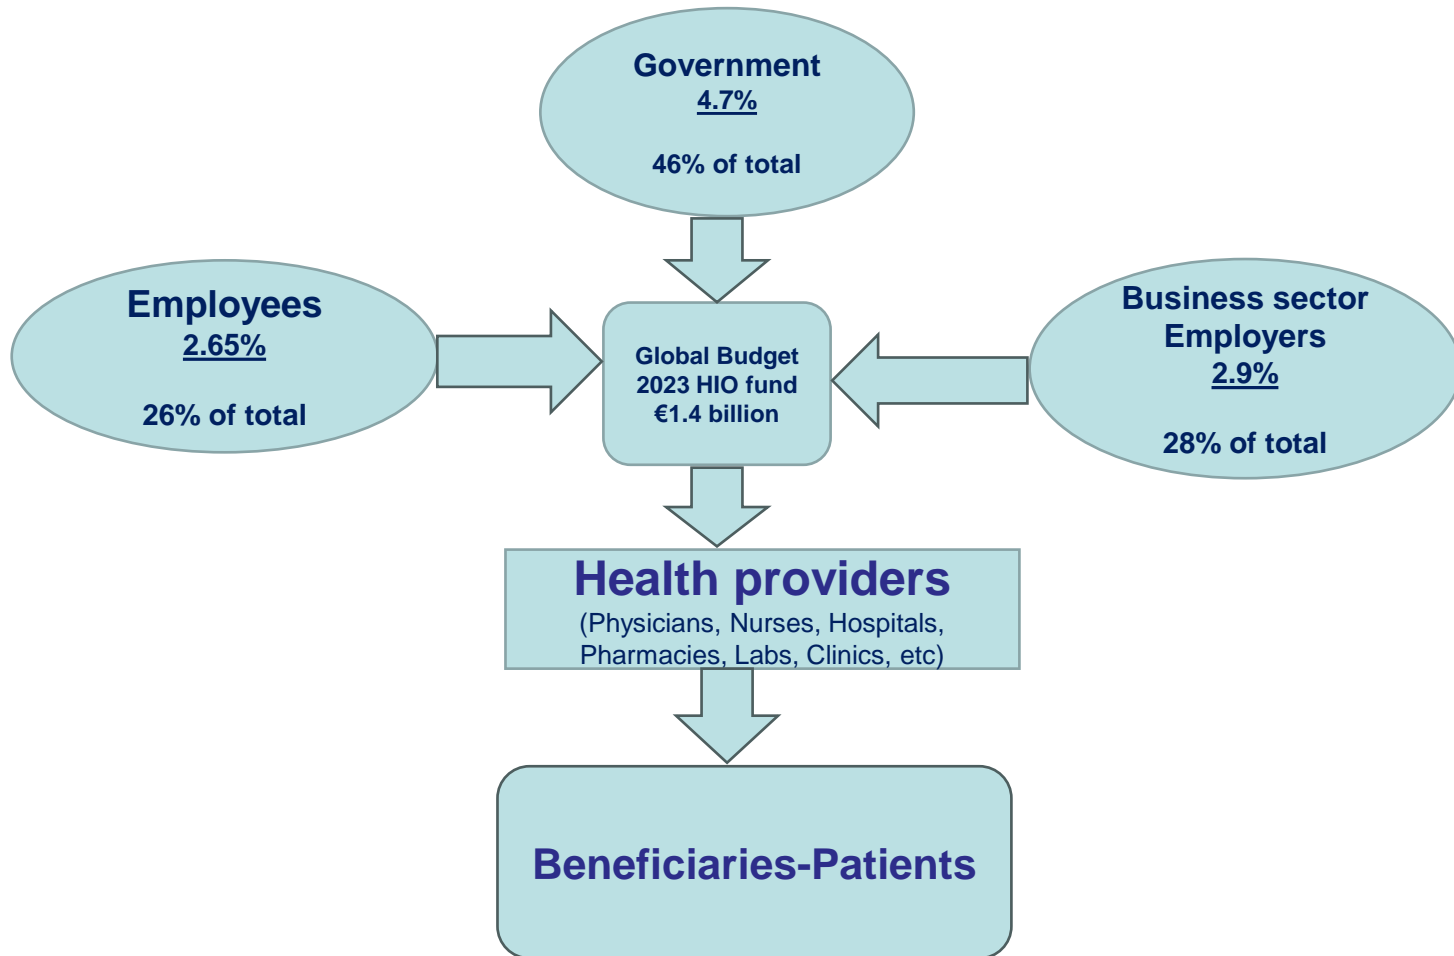 Government
4.7%
46% of total
Employees
2.65%
26% of total
Global Budget
2023 HIO fund
€1.4 billion
Business sector
Employers
2.9%
28% of total
Health providers
(Physicians, Nurses, Hospitals,
Pharmacies, Labs, Clinics, etc)
Beneficiaries-Patients